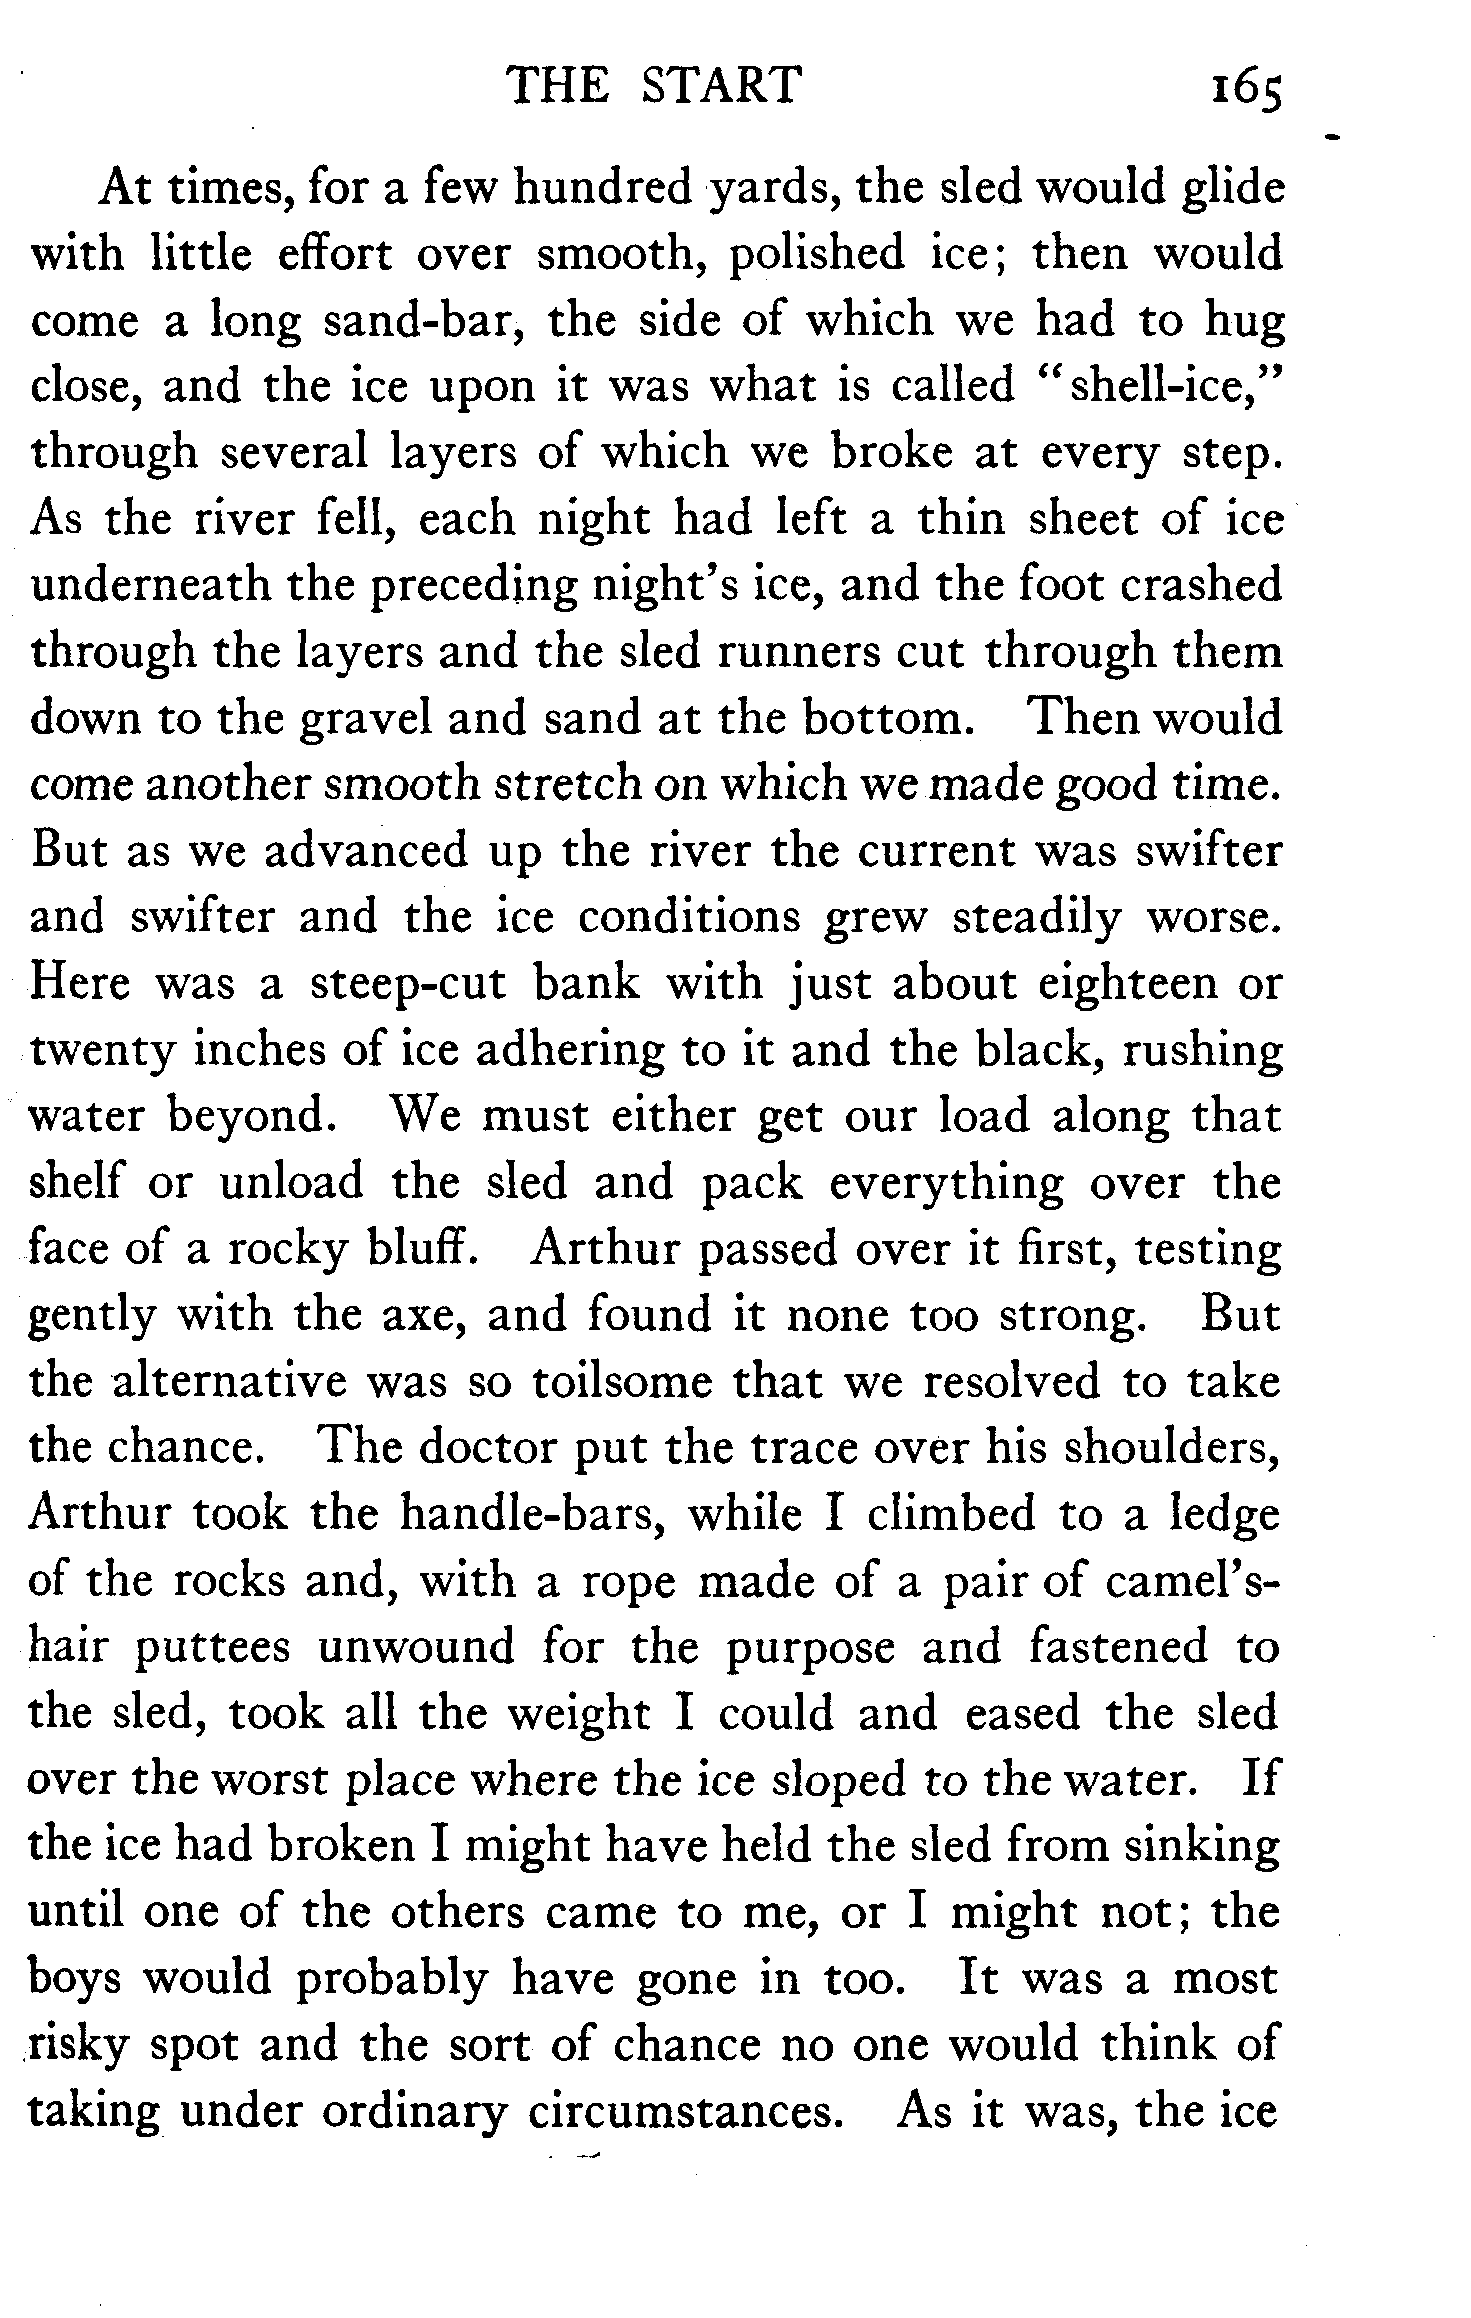 THE START 165
At times, for a few hundred yards, the sled would glide
with little effort over smooth, polished ice; then would
come a long sand-bar, the side of which we had to hug
close, and the ice upon it was what is called “shell-ice,”
through several layers of which we broke at every step.
As the river fell, each night had left a thin sheet of ice
underneath the preceding night’s ice, and the foot crashed
through the layers and the sled runners cut through them
down to the gravel and sand at the bottom. Then would
come another smooth stretch on which we made good time.
But as we advanced up the river the current was swifter
and swifter and the ice conditions grew steadily worse.
Here was a steep-cut bank with just about eighteen or
twenty inches of ice adhering to it and the black, rushing
water beyond. We must either get our load along that
shelf or unload the sled and pack everything over the
face of a rocky bluff. Arthur passed over it first, testing
gently with the axe, and found it none too strong. But
the alternative was so toilsome that we resolved to take
the chance. The doctor put the trace over his shoulders,
Arthur took the handle-bars, while I climbed to a ledge
of the rocks and, with a rope made of a pair of camel’s-
hair puttees unwound for the purpose and fastened to
the sled, took all the weight I could and eased the sled
over the worst place where the ice sloped to the water. If
the ice had broken I might have held the sled from sinking
until one of the others came to me, or I might not; the
boys would probably have gone in too. It was a most
risky spot and the sort of chance no one would think of
taking under ordinary circumstances. As it was, the ice